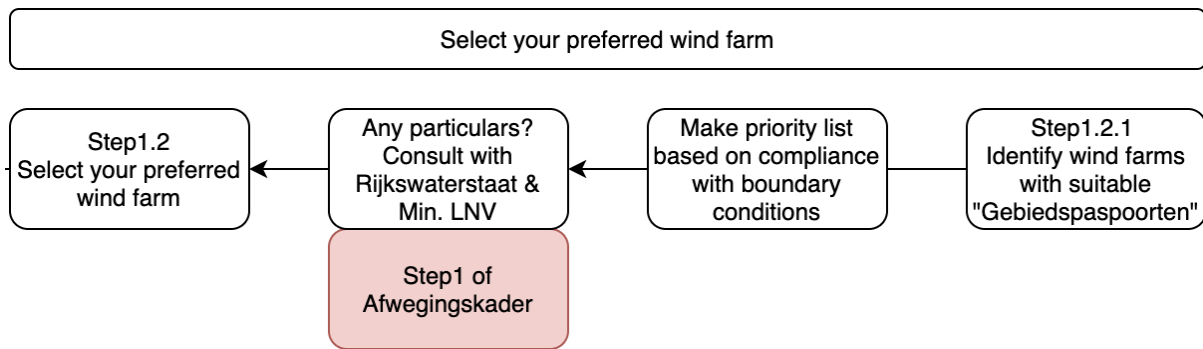 Select your preferred wind farm
Step1.2
Select your preferred
wind farm
Any particulars?
Consult with
Rijkswaterstaat &
Min. LNV
Step1 of
Afwegingskader
Make priority list
based on compliance
with boundary
conditions
Step1.2.1
Identify wind farms
with suitable
"Gebiedspaspoorten"